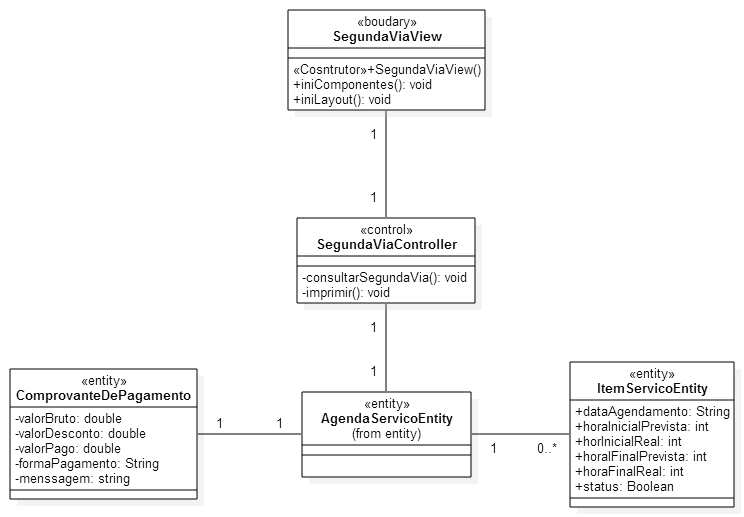 «boudary»
SegundaViaView
«Cosntrutor»+SegundaViaView()
+iniComponentes(): void
+iniLayout(): void
1
1
«control»
SegundaViaController
-consultarSegundaVia(): void
-imprimir(): void
1
1
«entity»
ComprovanteDePagamento
-valorBruto: double
-valorDesconto: double
-valorPago: double
-formaPagamento: String
-menssagem: string
1
1
«entity»
AgendaServicoEntity
(from entity)
1
0..*
«entity»
ItemServicoEntity
+dataAgendamento: String
+horaInicialPrevista: int
+horInicialReal: int
+horaIFinalPrevista: int
+horaFinalReal: int
+status: Boolean